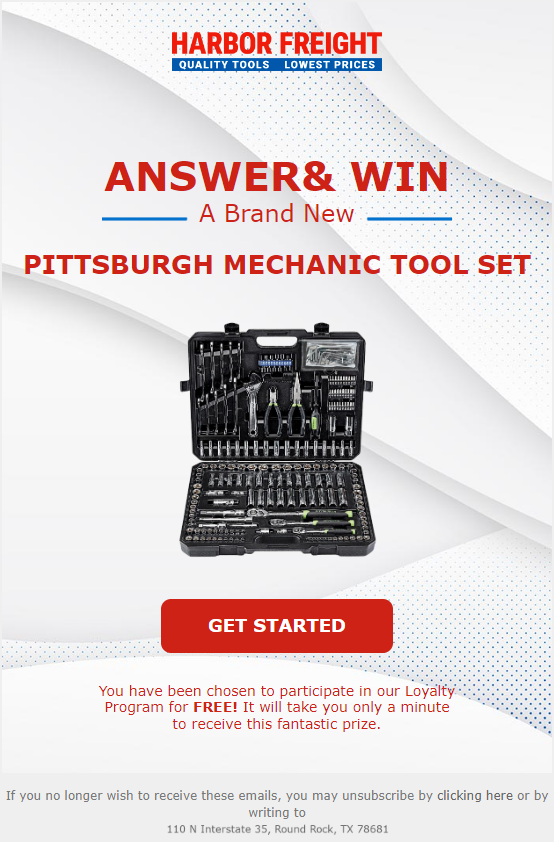 HARBOR FREIGHT
QUALITY TOOLS LOWEST PRICES
ANSWER& WIN
A Brand New
PITTSBURGH MECHANIC TOOL SET
GET STARTED
You have been chosen to participate in our Loyalty
Program for FREE! It will take you only a minute
to receive this fantastic prize.
If you no longer wish to receive these emails, you may unsubscribe by clicking here or by
writing to
110 N Interstate 35, Round Rock, TX 78681